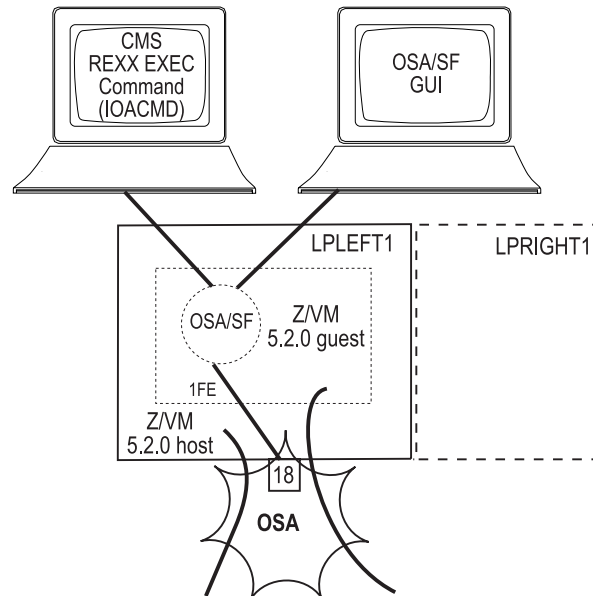 CMS
REXX EXEC
Command
(IOACMD)
OSA/SF
GUI
LPLEFT1
LPRIGHT1
OSA/SF
Z/VM
5.2.0 guest
1FE
Z/VM
5.2.0 host
18
OSA